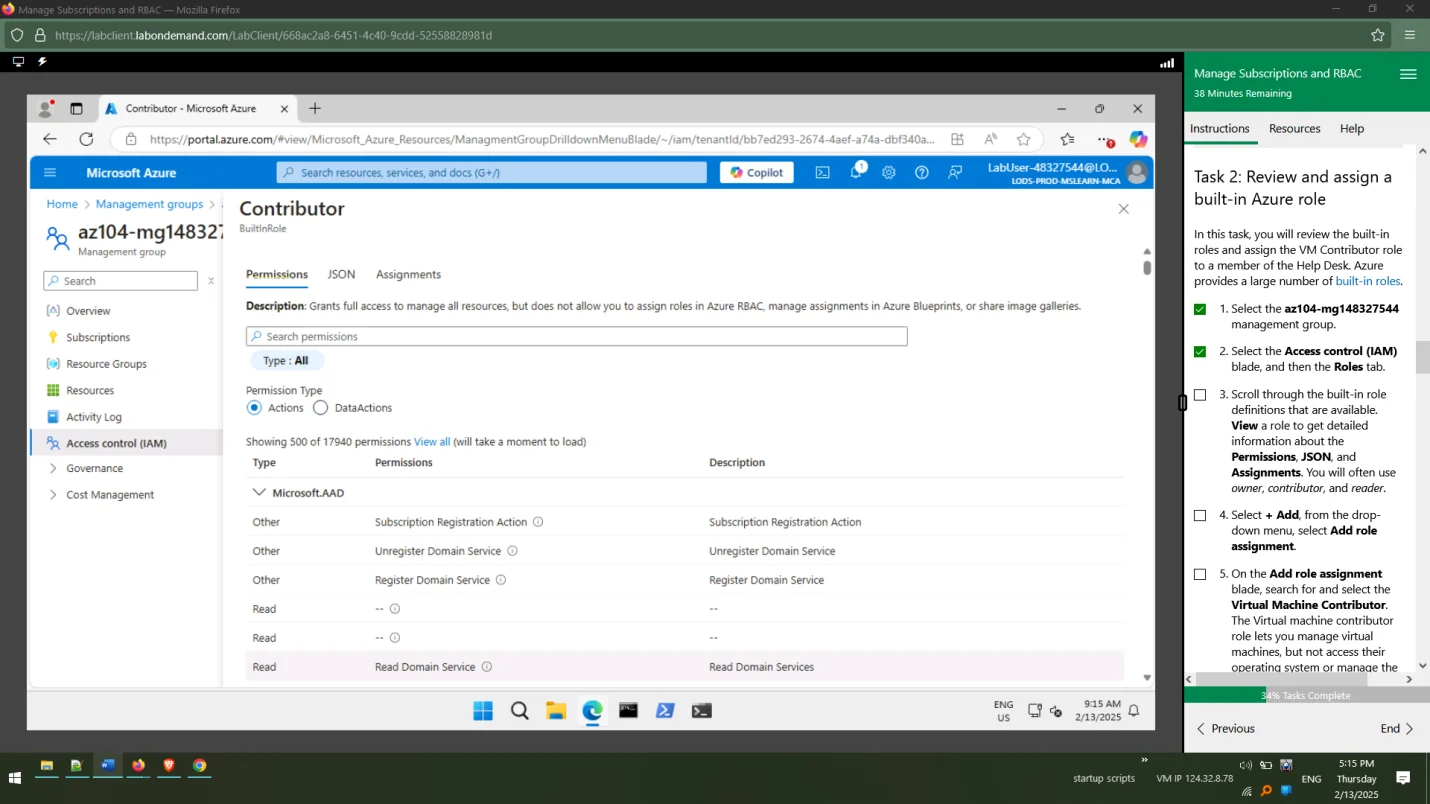 Manage Subscriptions and RBAC — Mozilla Firefox
https://labclient.labondemand.com/LabClient/668ac2a8-6451-4c40-9cdd-52558828981d
Contributor - Microsoft Azure
https://portal.azure.com/#view/Microsoft_Azure_Resources/ManagmentGroupDrilldownMenuBlade/~/iam/tenantId/bb7ed293-2674-4aef-a74a-dbf340a...
Microsoft Azure
Search resources, services, and docs (G+/)
Copilot
1
LabUser-48327544@LO...
LODS-PROD-MSLEARN-MCA
Home > Management groups >
az104-mg148327
Management group
Search
Overview
Subscriptions
Resource Groups
Resources
Activity Log
Access control (IAM)
Governance
Cost Management
Contributor
BuiltInRole
Permissions JSON Assignments
Description: Grants full access to manage all resources, but does not allow you to assign roles in Azure RBAC, manage assignments in Azure Blueprints, or share image galleries.
Search permissions
Type : All
Permission Type
Actions DataActions
Showing 500 of 17940 permissions View all (will take a moment to load)
Type Permissions Description
Microsoft.AAD
Other Subscription Registration Action Subscription Registration Action
Other Unregister Domain Service Unregister Domain Service
Other Register Domain Service Register Domain Service
Read -- --
Read -- --
Read Read Domain Service Read Domain Services
ENG
US
9:15 AM
2/13/2025
Manage Subscriptions and RBAC
38 Minutes Remaining
Instructions Resources Help
Task 2: Review and assign a
built-in Azure role
In this task, you will review the built-in
roles and assign the VM Contributor role
to a member of the Help Desk. Azure
provides a large number of built-in roles.
1. Select the az104-mg148327544
management group.
2. Select the Access control (IAM)
blade, and then the Roles tab.
3. Scroll through the built-in role
definitions that are available.
View a role to get detailed
information about the
Permissions, JSON, and
Assignments. You will often use
owner, contributor, and reader.
4. Select + Add, from the drop-
down menu, select Add role
assignment.
5. On the Add role assignment
blade, search for and select the
Virtual Machine Contributor.
The Virtual machine contributor
role lets you manage virtual
machines, but not access their
operating system or manage the
34% Tasks Complete
Previous
End
startup scripts
VM IP 124.32.8.78
ENG
5:15 PM
Thursday
2/13/2025